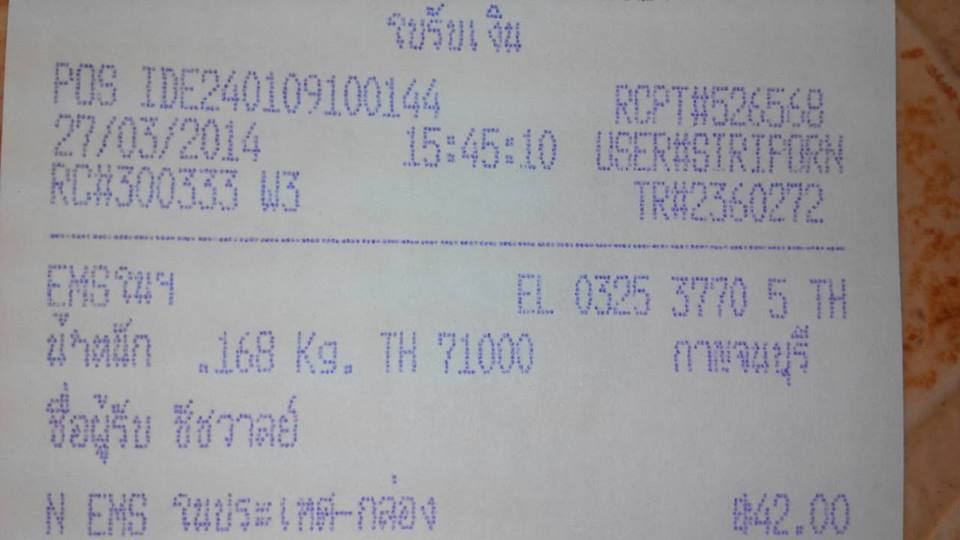 ใบรับเงิน
POS IDE240109100144 RCPT#526568
27/03/2014 15:45:10 USER#SIRIPORN
RC#300333 W3 TR#2360272
EMSในฯ EL 0325 3770 5 TH
น้ำหนัก .168 Kg. TH 71000 กาญจนบุรี
ชื่อผู้รับ ชัชวาลย์
N EMS ในประเทศ-กล่อง ฿42.00